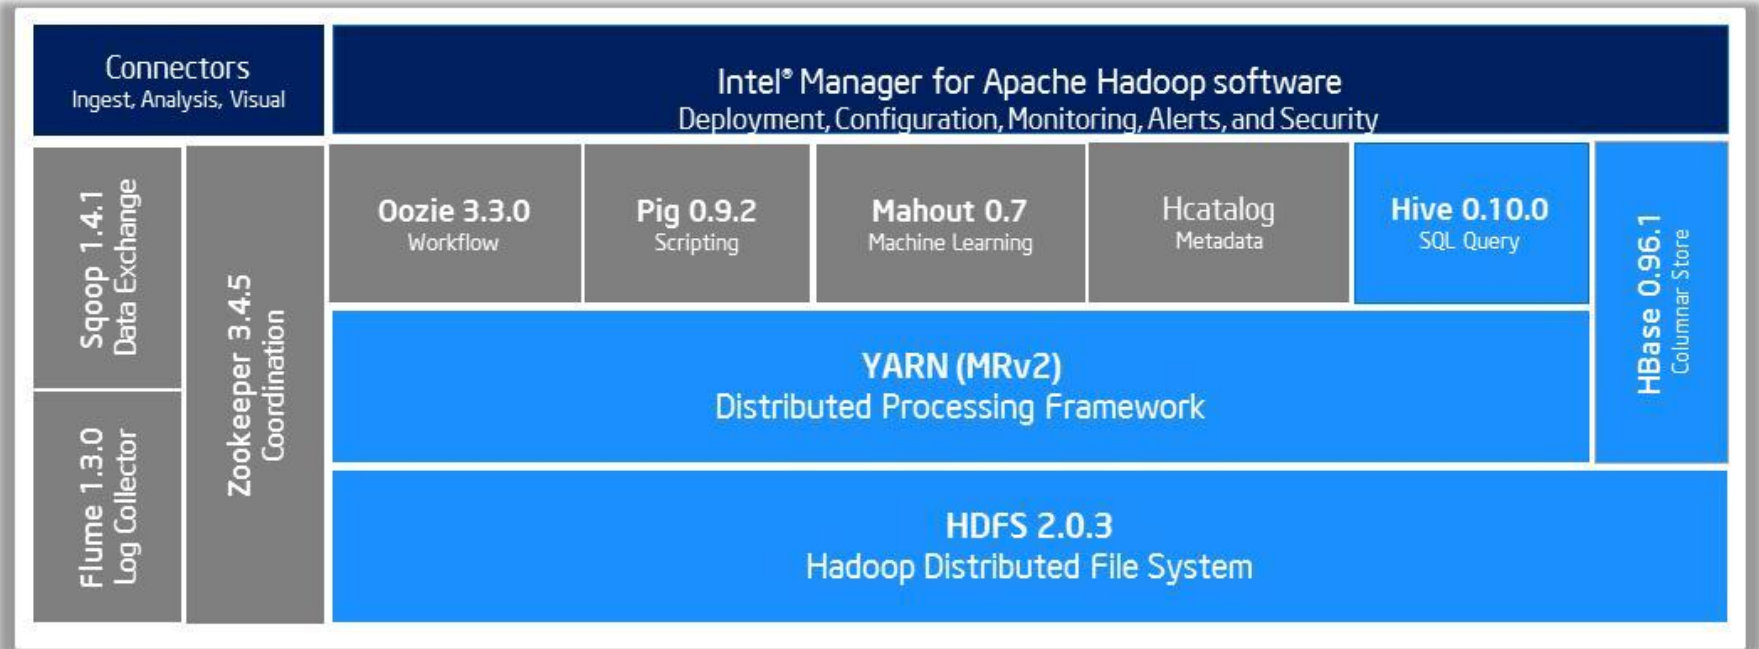 Connectors
Ingest, Analysis, Visual
Intel® Manager for Apache Hadoop software
Deployment, Configuration, Monitoring, Alerts, and Security
Sqoop 1.4.1
Data Exchange
Flume 1.3.0
Log Collector
Zookeeper 3.4.5
Coordination
Oozie 3.3.0
Workflow
Pig 0.9.2
Scripting
Mahout 0.7
Machine Learning
Hcatalog
Metadata
Hive 0.10.0
SQL Query
HBase 0.96.1
Columnar Store
YARN (MRv2)
Distributed Processing Framework
HDFS 2.0.3
Hadoop Distributed File System